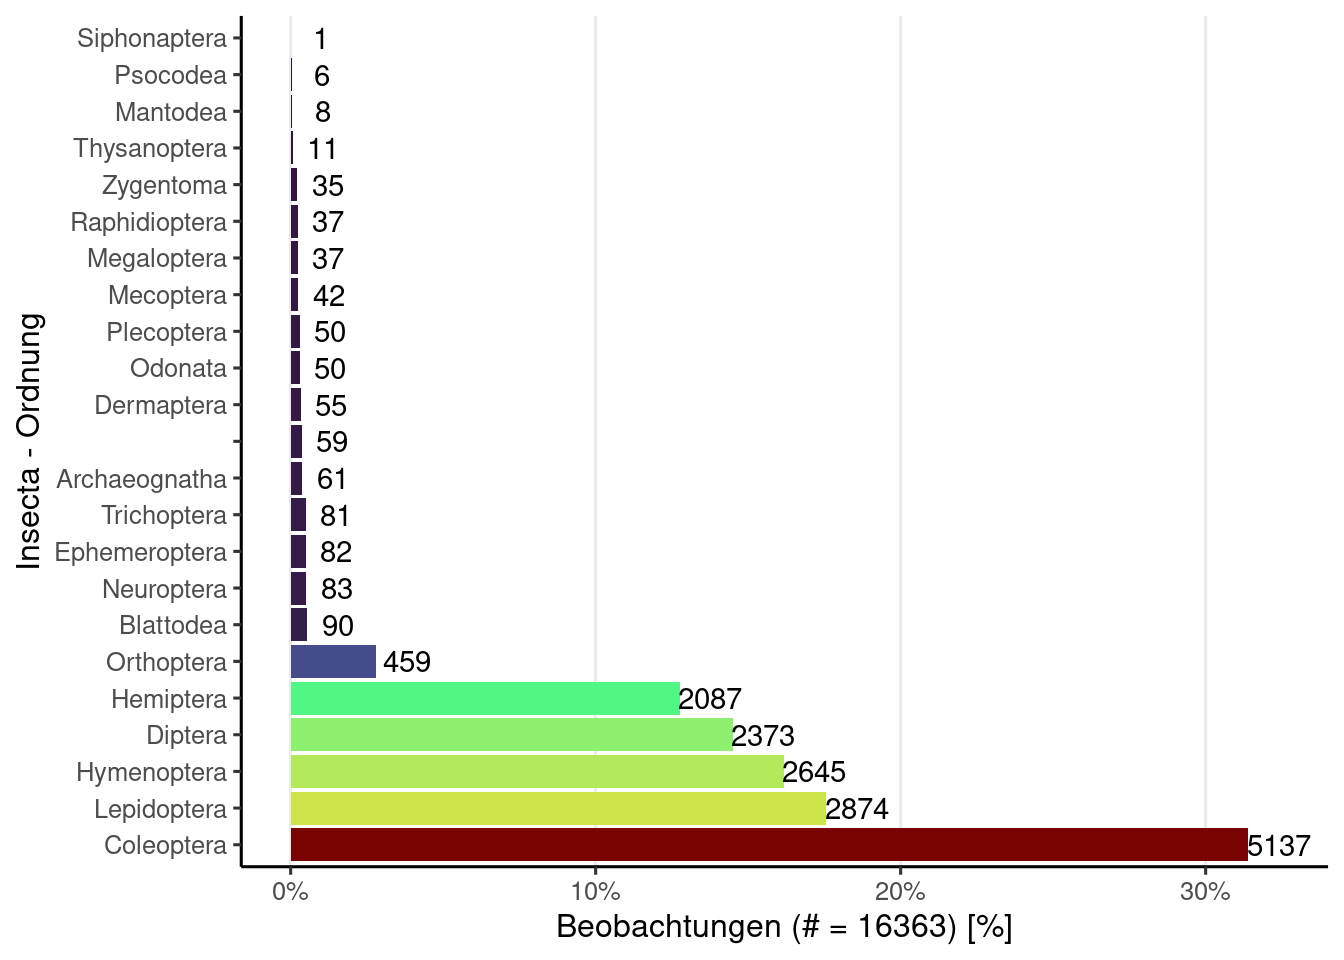 Insecta - Ordnung
Siphonaptera 1
Psocodea 6
Mantodea 8
Thysanoptera 11
Zygentoma 35
Raphidioptera 37
Megaloptera 37
Mecoptera 42
Plecoptera 50
Odonata 50
Dermaptera 55
59
Archaeognatha 61
Trichoptera 81
Ephemeroptera 82
Neuroptera 83
Blattodea 90
Orthoptera 459
Hemiptera 2087
Diptera 2373
Hymenoptera 2645
Lepidoptera 2874
Coleoptera 5137
0% 10% 20% 30%
Beobachtungen (# = 16363) [%]